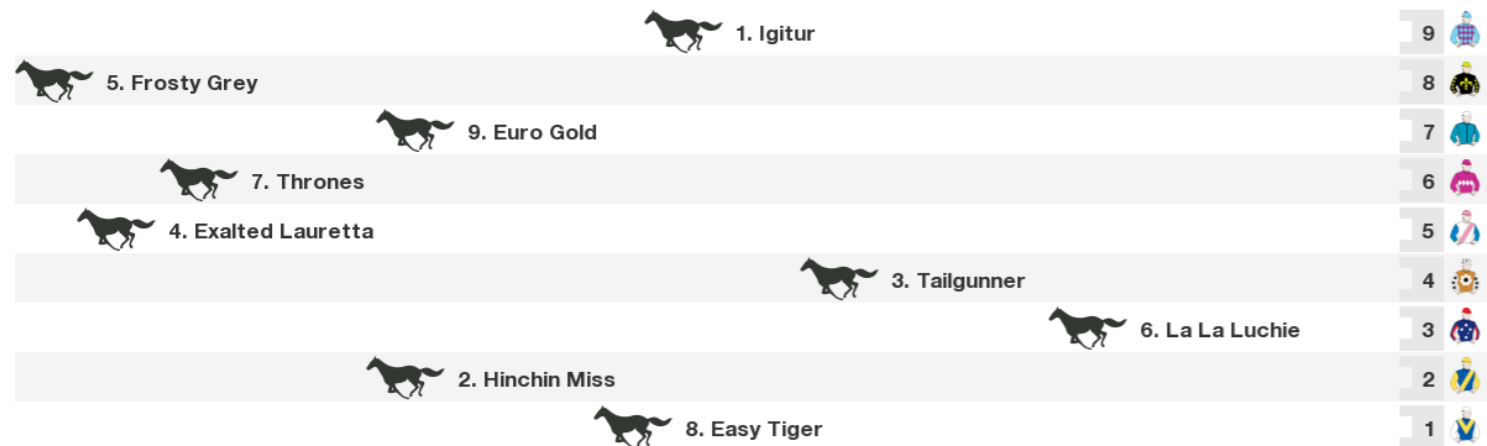 1. Igitur 9
5. Frosty Grey 8
9. Euro Gold 7
7. Thrones 6
4. Exalted Lauretta 5
3. Tailgunner 4
6. La La Luchie 3
2. Hinchin Miss 2
8. Easy Tiger 1